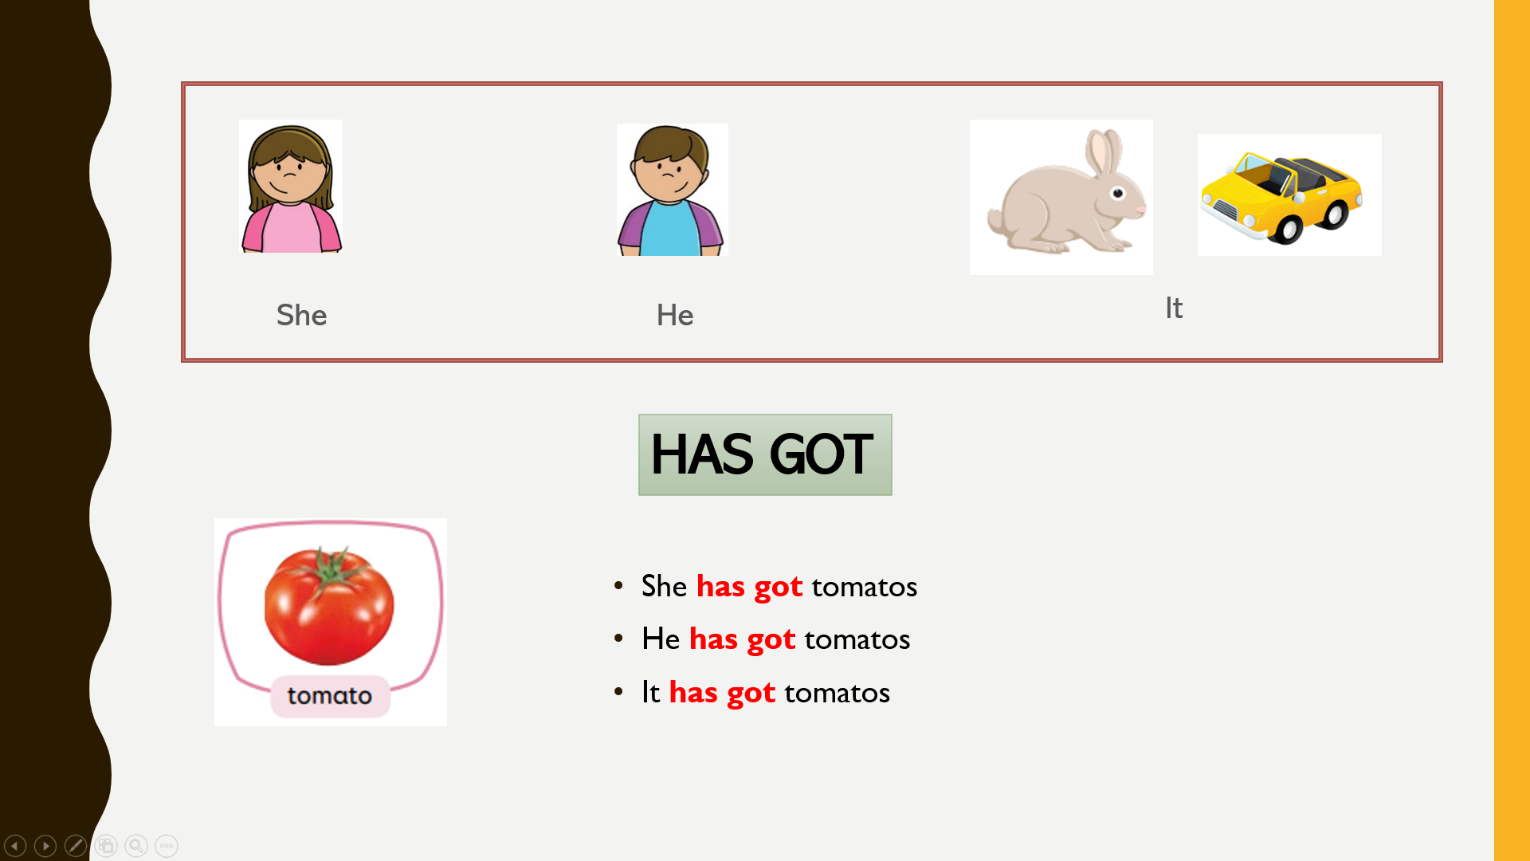 She
He
It
HAS GOT
tomato
• She has got tomatos
• He has got tomatos
• It has got tomatos